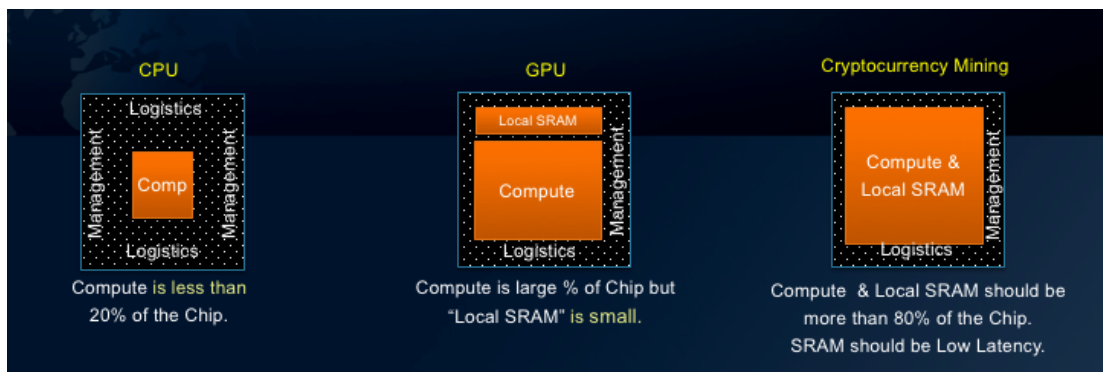 CPU
Logistics
Management
Comp
Management
Logistics
Compute is less than
20% of the Chip.
GPU
Local SRAM
Compute
Management
Logistics
Compute is large % of Chip but
“Local SRAM” is small.
Cryptocurrency Mining
Compute &
Local SRAM
Management
Logistics
Compute & Local SRAM should be
more than 80% of the Chip.
SRAM should be Low Latency.